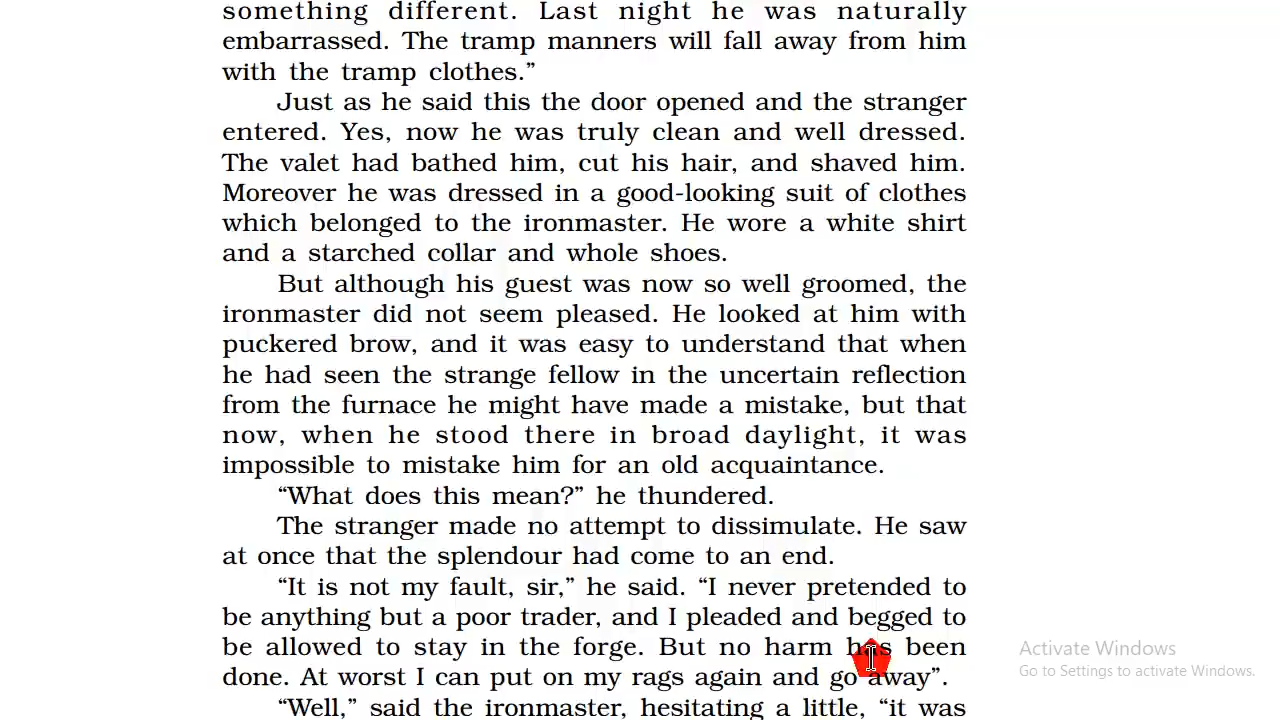 something different. Last night he was naturally
embarrassed. The tramp manners will fall away from him
with the tramp clothes.”
Just as he said this the door opened and the stranger
entered. Yes, now he was truly clean and well dressed.
The valet had bathed him, cut his hair, and shaved him.
Moreover he was dressed in a good-looking suit of clothes
which belonged to the ironmaster. He wore a white shirt
and a starched collar and whole shoes.
But although his guest was now so well groomed, the
ironmaster did not seem pleased. He looked at him with
puckered brow, and it was easy to understand that when
he had seen the strange fellow in the uncertain reflection
from the furnace he might have made a mistake, but that
now, when he stood there in broad daylight, it was
impossible to mistake him for an old acquaintance.
“What does this mean?” he thundered.
The stranger made no attempt to dissimulate. He saw
at once that the splendour had come to an end.
“It is not my fault, sir,” he said. “I never pretended to
be anything but a poor trader, and I pleaded and begged to
be allowed to stay in the forge. But no harm has been
done. At worst I can put on my rags again and go away”.
“Well,” said the ironmaster, hesitating a little, “it was
Activate Windows
Go to Settings to activate Windows.